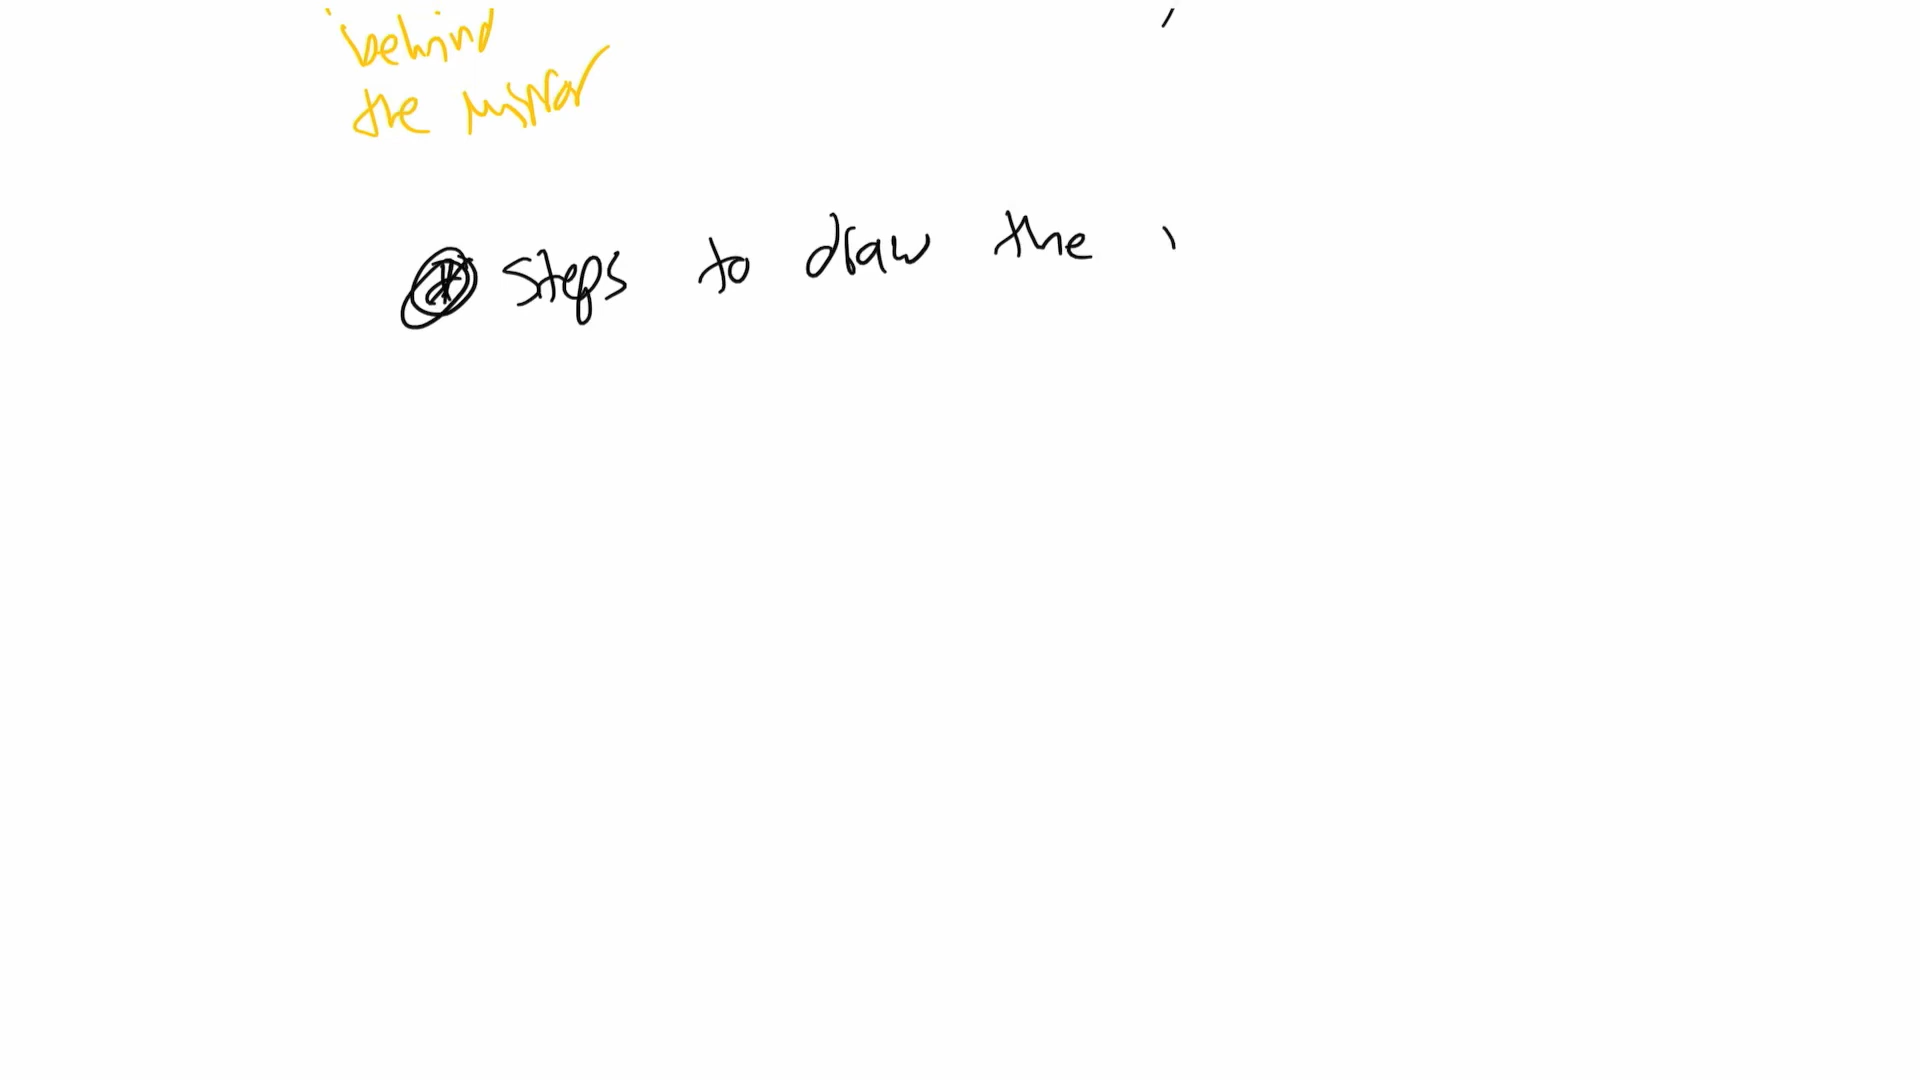 behind
the mirror
steps to draw the